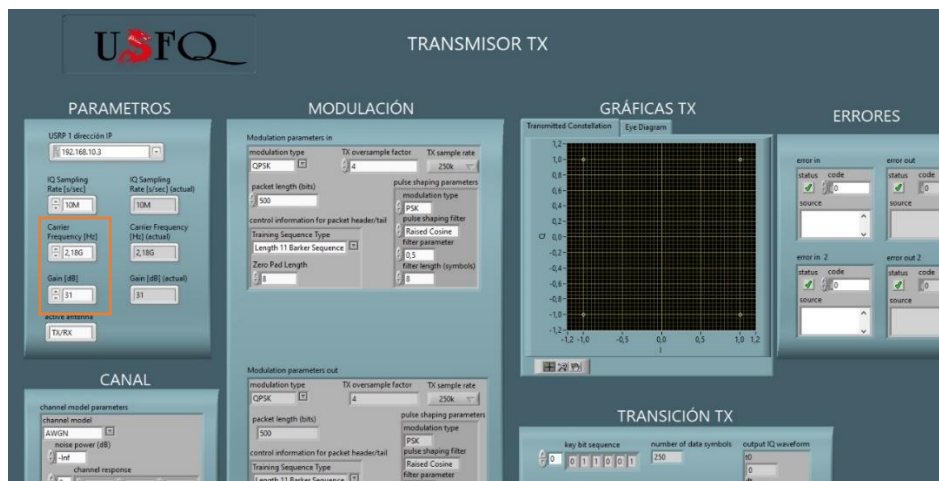 USFQ
TRANSMISOR TX
PARAMETROS
USRP 1 dirección IP
192.168.10.3
IQ Sampling
Rate [s/sec]
10M
IQ Sampling
Rate [s/sec] (actual)
10M
Carrier
Frequency [Hz]
2,18G
Carrier Frequency
[Hz] (actual)
2,18G
Gain [dB]
31
Gain [dB] (actual)
31
active antenna
TX/RX
CANAL
channel model parameters
channel model
AWGN
noise power (dB)
-Inf
channel response
MODULACIÓN
Modulation parameters in
modulation type
QPSK
TX oversample factor
4
TX sample rate
250k
packet length (bits)
500
control information for packet header/tail
Training Sequence Type
Length 11 Barker Sequence
Zero Pad Length
8
pulse shaping parameters
modulation type
PSK
pulse shaping filter
Raised Cosine
filter parameter
0,5
filter length (symbols)
8
Modulation parameters out
modulation type
QPSK
TX oversample factor
4
TX sample rate
250k
packet length (bits)
500
control information for packet header/tail
Training Sequence Type
Length 11 Barker Sequence
pulse shaping parameters
modulation type
PSK
pulse shaping filter
Raised Cosine
filter parameter
GRÁFICAS TX
Transmitted Constellation
Eye Diagram
1,2
1,0
0,8
0,6
0,4
0,2
Q
0,0
-0,2
-0,4
-0,6
-0,8
-1,0
-1,2
-1,2 -1,0 -0,5 0,0 0,5 1,0 1,2
I
TRANSICIÓN TX
key bit sequence
0 0 1 1 0 0 1
number of data symbols
250
output IQ waveform
t0
0
dt
ERRORES
error in
status code
0
source
error out
status code
0
source
error in 2
status code
0
source
error out 2
status code
0
source